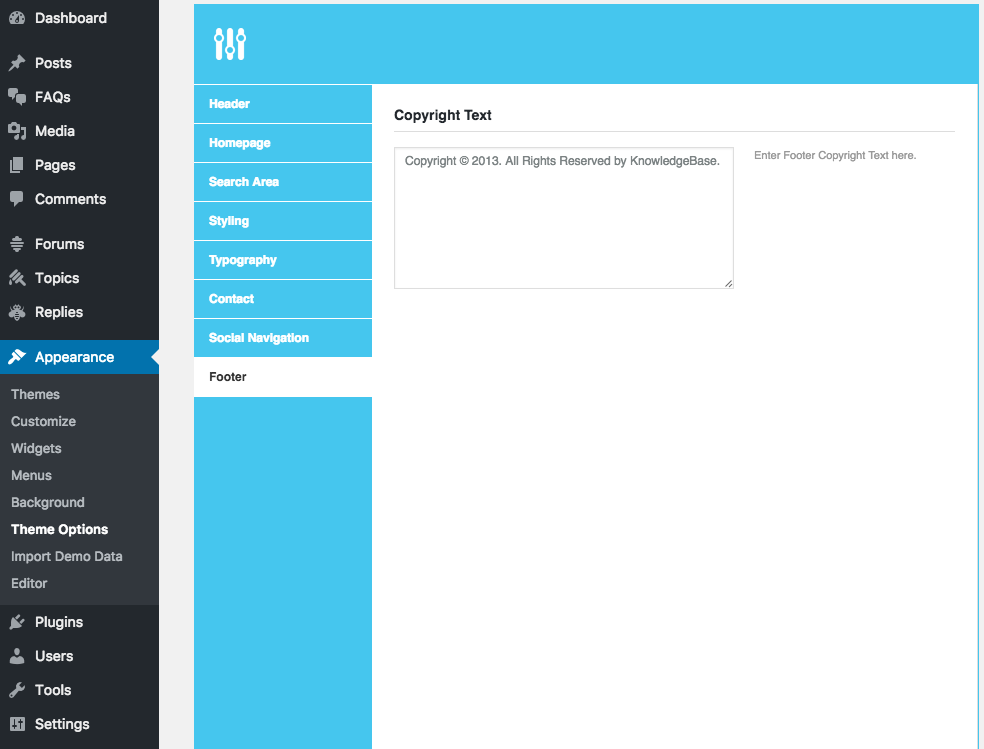 Dashboard
Posts
FAQs
Media
Pages
Comments
Forums
Topics
Replies
Appearance
Themes
Customize
Widgets
Menus
Background
Theme Options
Import Demo Data
Editor
Plugins
Users
Tools
Settings
Header
Homepage
Search Area
Styling
Typography
Contact
Social Navigation
Footer
Copyright Text
Copyright © 2013. All Rights Reserved by KnowledgeBase.
Enter Footer Copyright Text here.